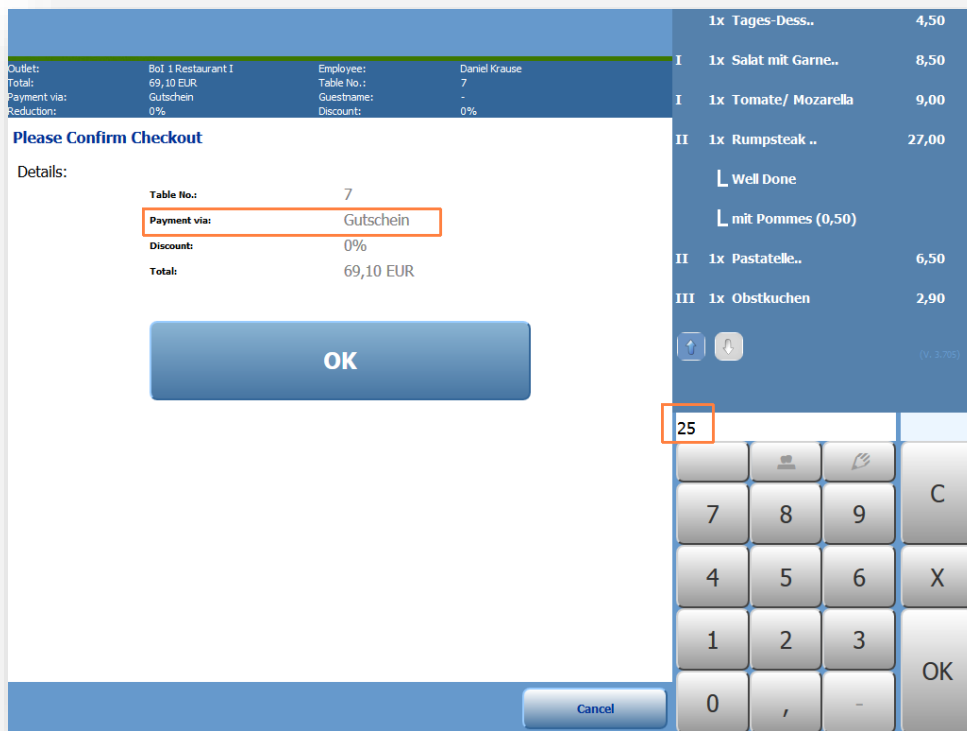 Outlet: BoI 1 Restaurant I Employee: Daniel Krause
Total: 69,10 EUR Table No.: 7
Payment via: Gutschein Guestname: -
Reduction: 0% Discount: 0%
Please Confirm Checkout
Details:
Table No.: 7
Payment via: Gutschein
Discount: 0%
Total: 69,10 EUR
OK
Cancel
1x Tages-Dess.. 4,50
I 1x Salat mit Garne.. 8,50
I 1x Tomate/ Mozarella 9,00
II 1x Rumpsteak .. 27,00
Well Done
mit Pommes (0,50)
II 1x Pastatelle.. 6,50
III 1x Obstkuchen 2,90
(V. 3.705)
25
7 8 9 C
4 5 6 X
1 2 3 OK
0 , -